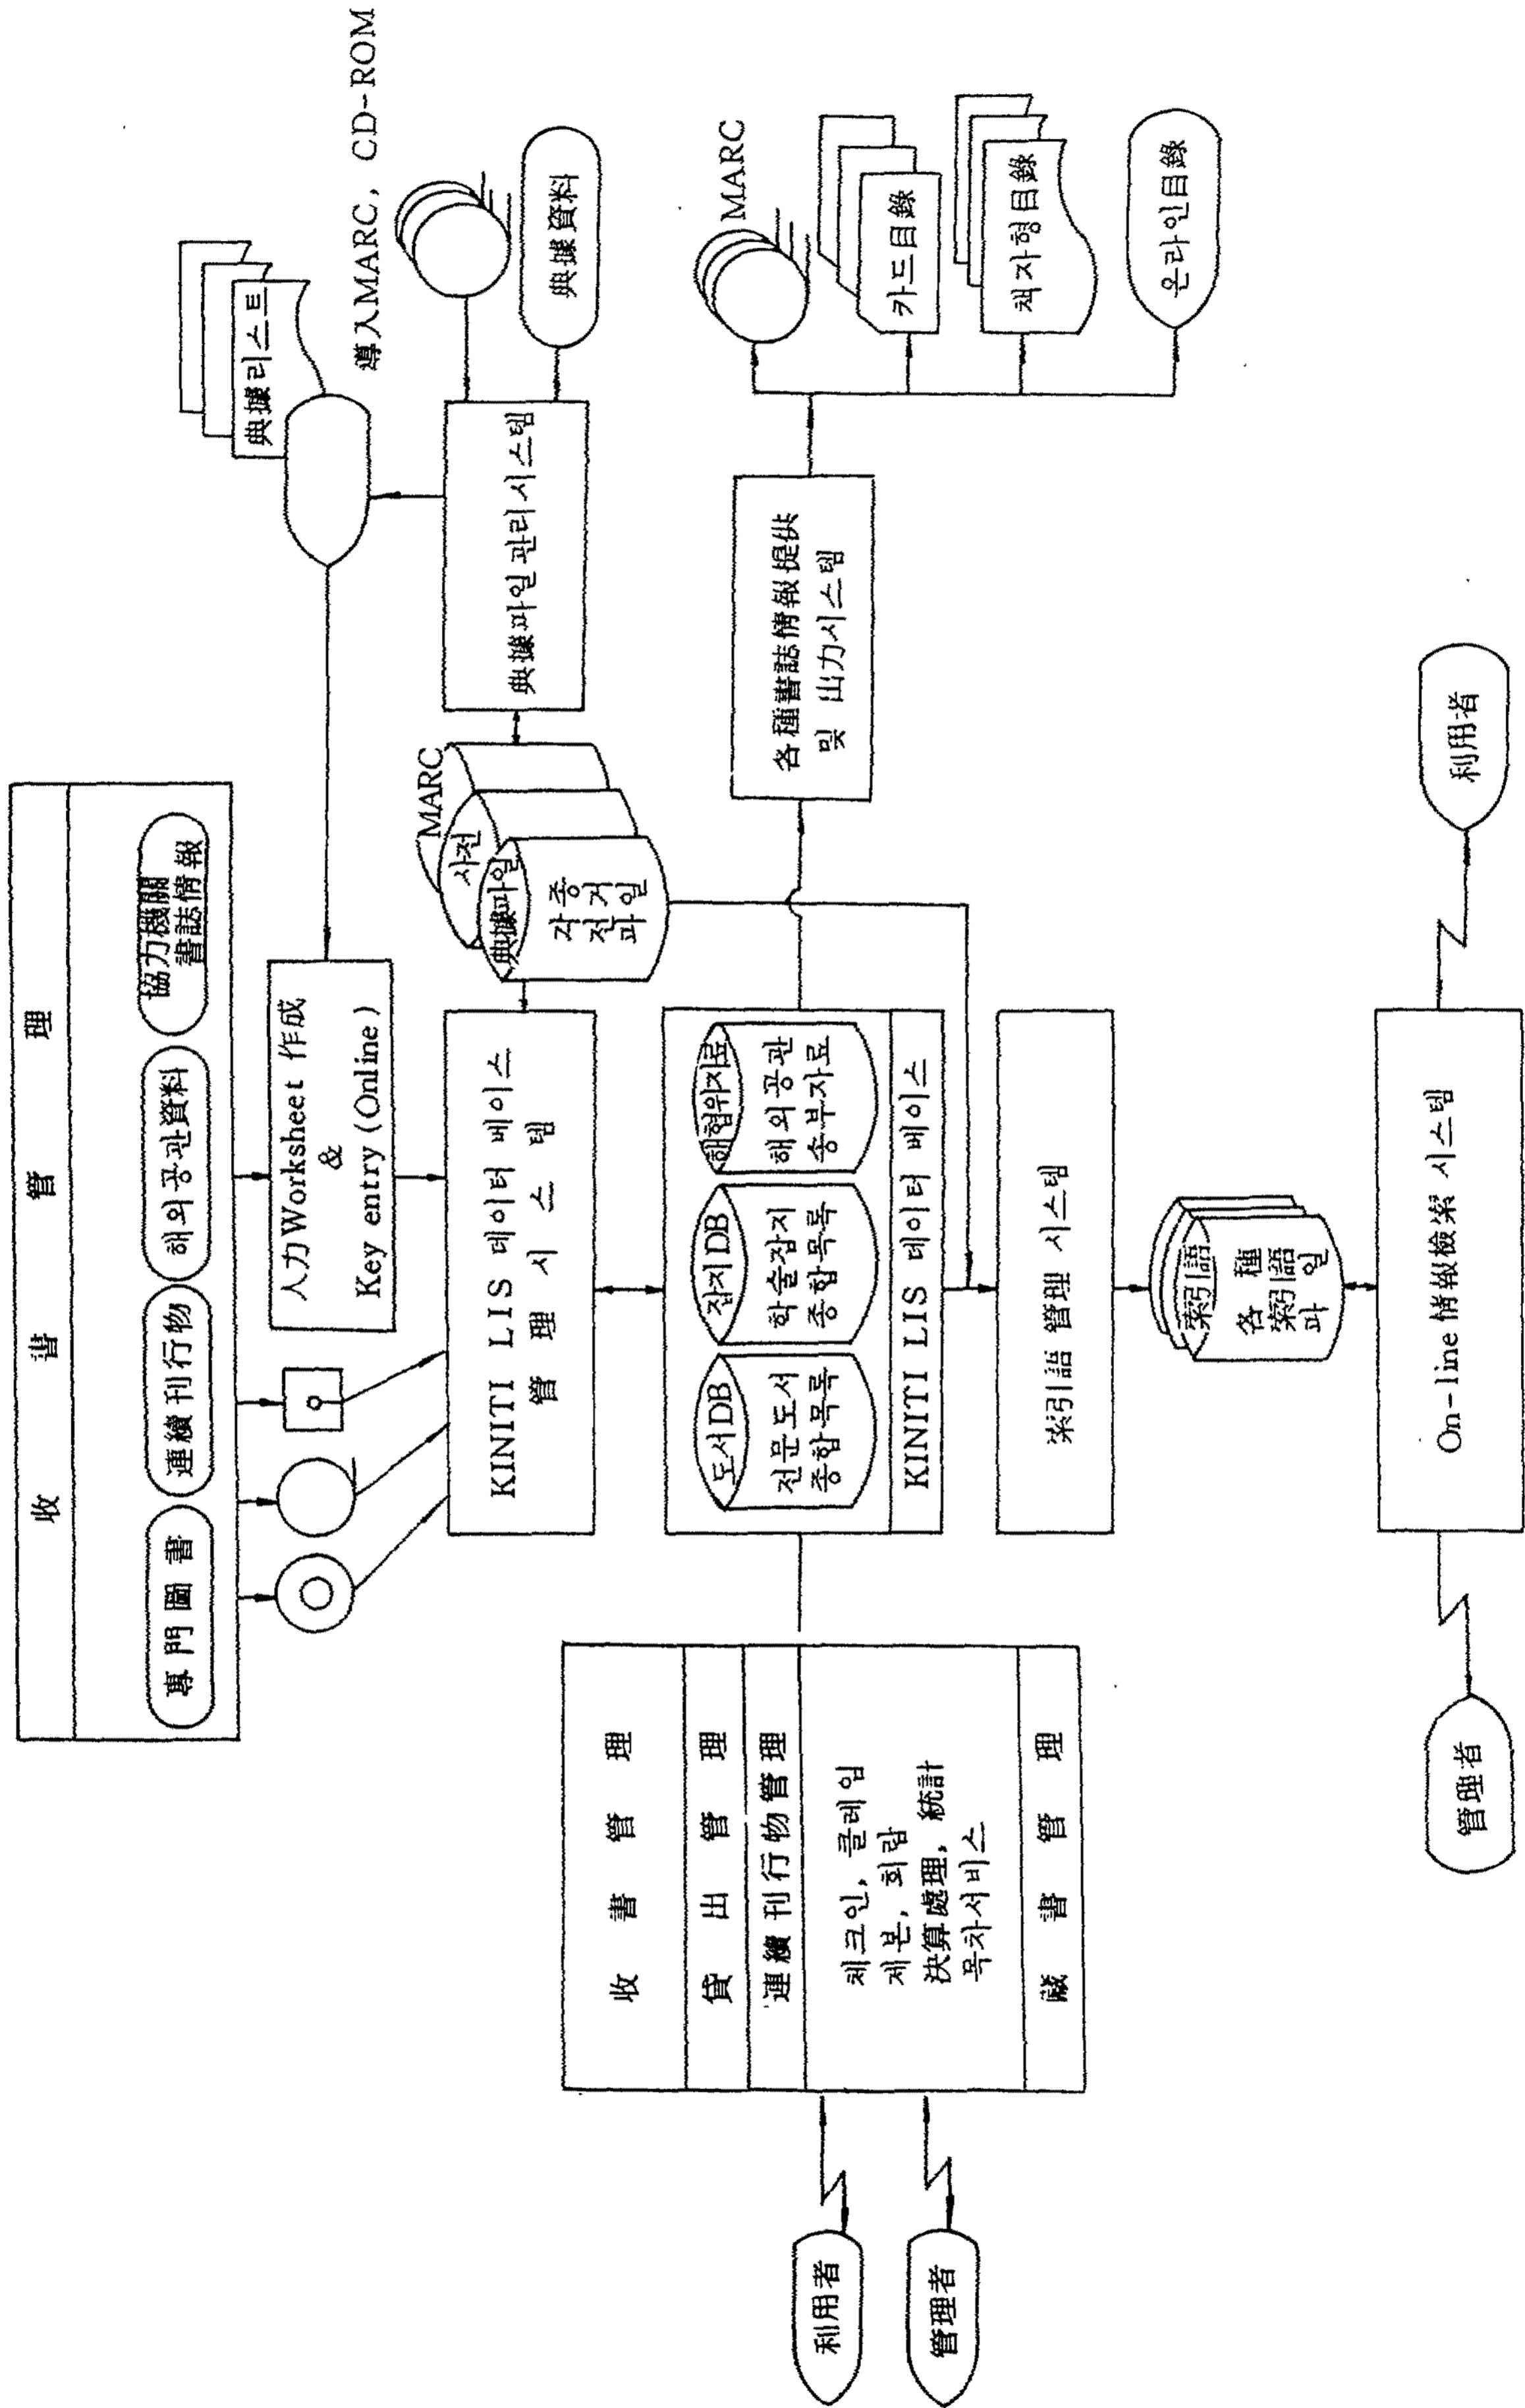 收 書 管 理
專 門 圖 書
連續刊行物
해외공관資料
協力機關
書誌情報
典據리스트
導入MARC, CD-ROM
典據資料
入力Worksheet 作成
&
Key entry (Online)
典據파일관리시스템
MARC
사전
典據파일
각종
전거
파일
KINITI LIS 데이터 베이스
管 理 시 스 템
도서DB
전문도서
종합목록
잡지DB
학술잡지
종합목록
해협위자료
해외공관
송부자료
KINITI LIS 데이터 베이스
各種書誌情報提供
및 出力시스템
MARC
카드目錄
책자형目錄
온라인目錄
收 書 管 理
貸 出 管 理
連續刊行物管理
체크인, 클레임
제본, 회람
決算處理, 統計
목차서비스
藏 書 管 理
利用者
管理者
索引語 管理 시스템
索引語
各 種
索引語
파 일
On-line 情報檢索 시스템
管理者
利用者